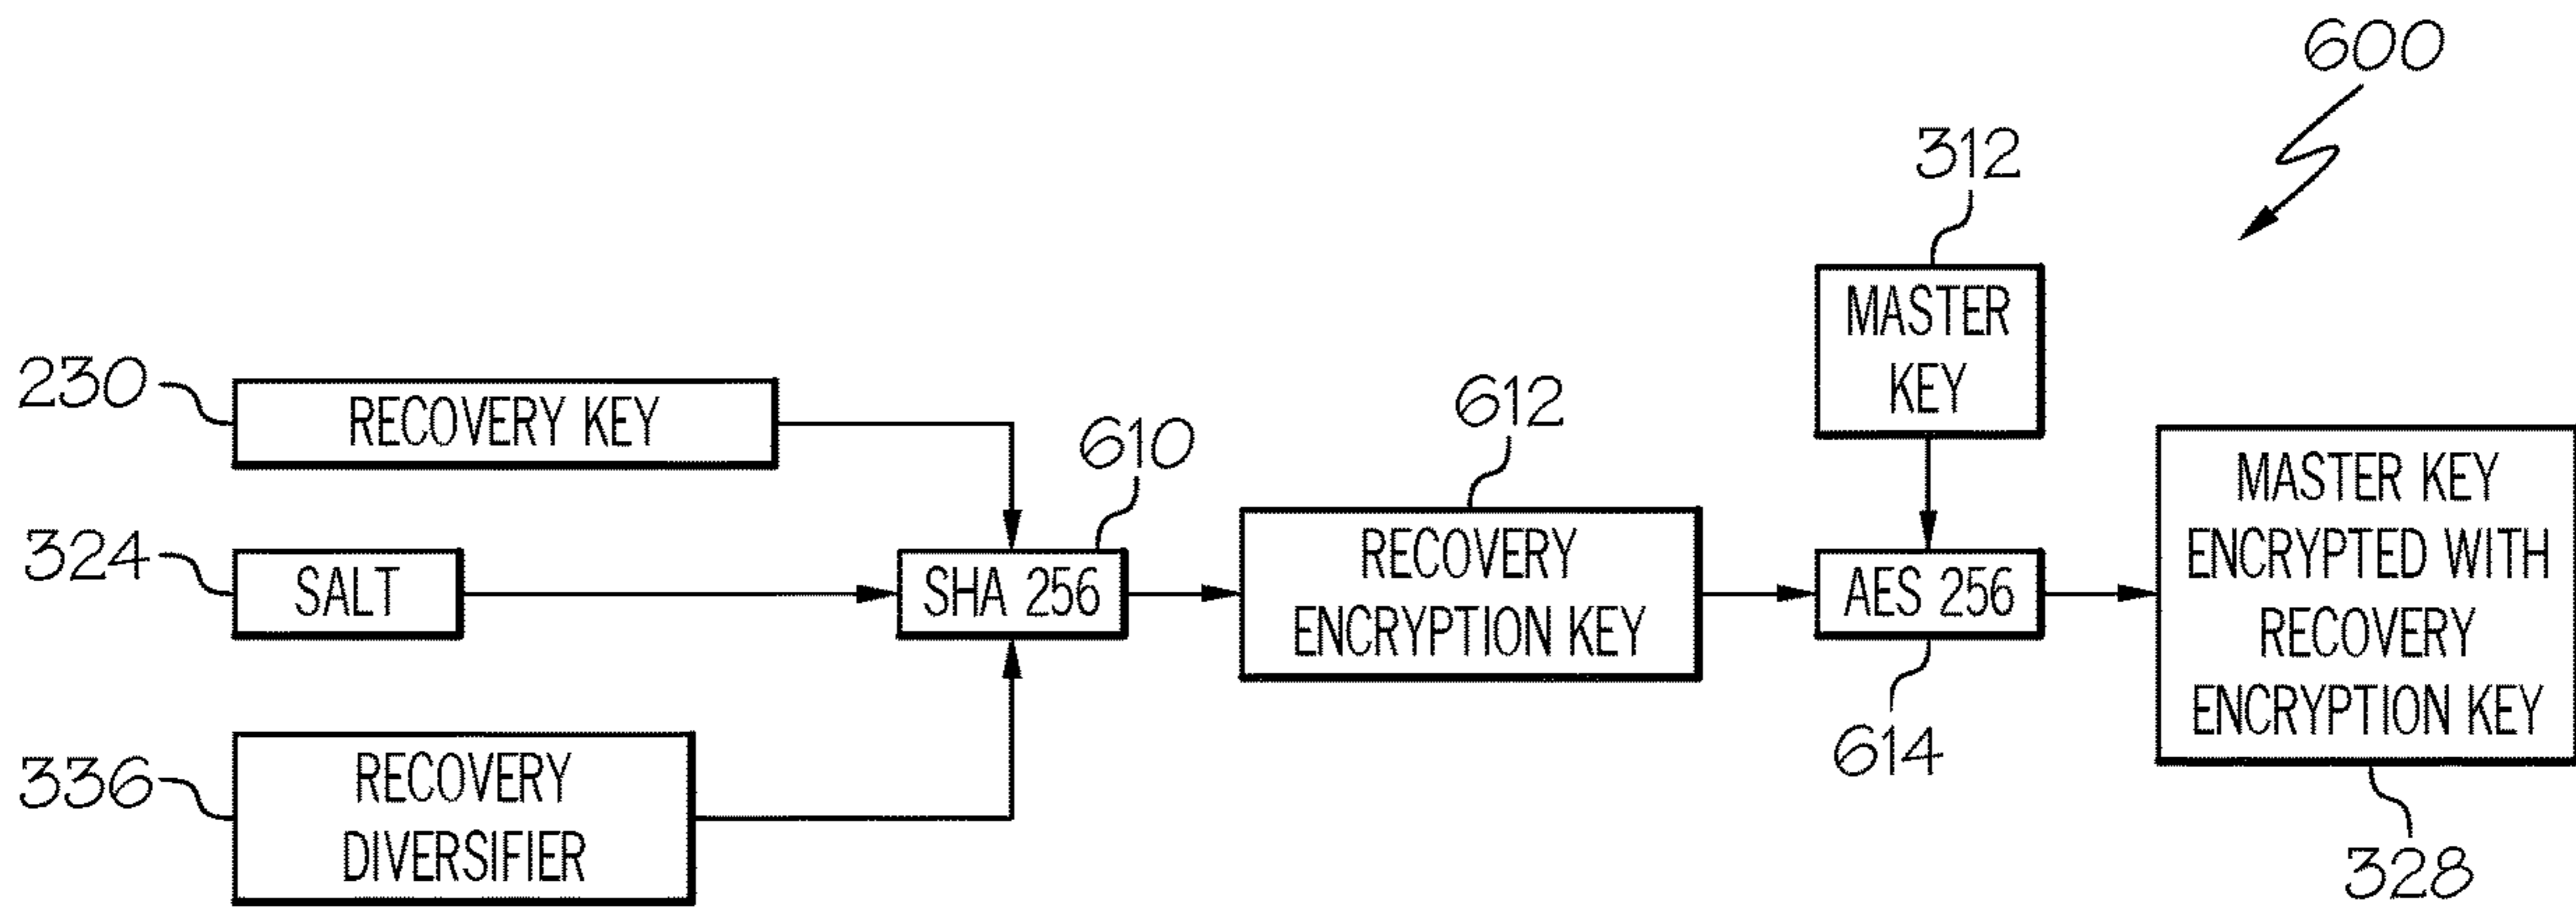 600
312
MASTER
KEY
230
RECOVERY KEY
610
612
324
SALT
SHA 256
RECOVERY
ENCRYPTION KEY
AES 256
614
MASTER KEY
ENCRYPTED WITH
RECOVERY
ENCRYPTION KEY
336
RECOVERY
DIVERSIFIER
328